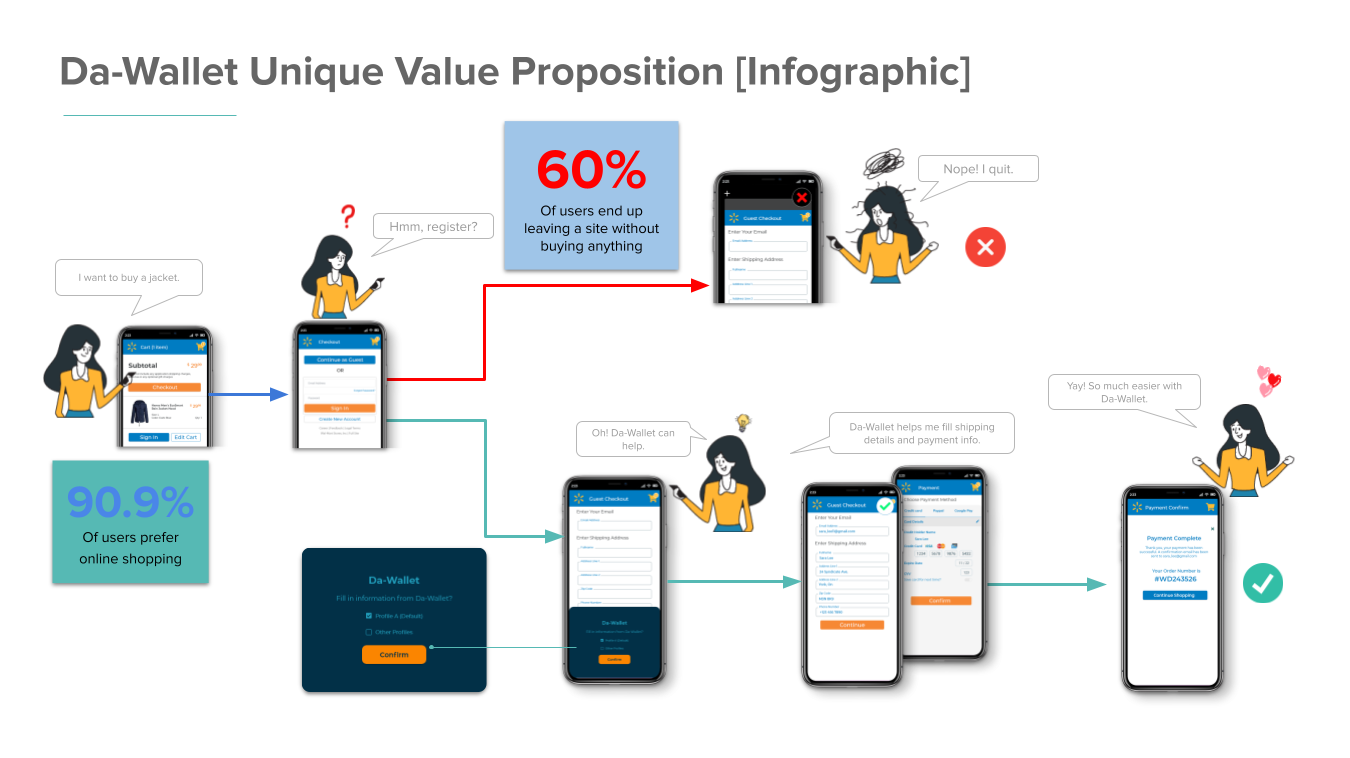 Da-Wallet Unique Value Proposition [Infographic]
60%
Of users end up
leaving a site without
buying anything
Nope! I quit.
Guest Checkout
Enter Your Email
Enter Shipping Address
Hmm, register?
I want to buy a jacket.
Cart (1 item)
Subtotal
Checkout
Sign In
Edit Cart
Checkout
Continue as Guest
OR
Sign In
Create New Account
90.9%
Of users prefer
online shopping
Oh! Da-Wallet can
help.
Da-Wallet helps me fill shipping
details and payment info.
Yay! So much easier with
Da-Wallet.
Da-Wallet
Fill in information from Da-Wallet?
Profile A (Default)
Other Profiles
Confirm
Guest Checkout
Enter Your Email
Enter Shipping Address
Da-Wallet
Confirm
Guest Checkout
Enter Your Email
Enter Shipping Address
Continue
Payment
Choose Payment Method
Confirm
Payment Confirm
Payment Complete
Your Order Number is
#WD243526
Continue Shopping